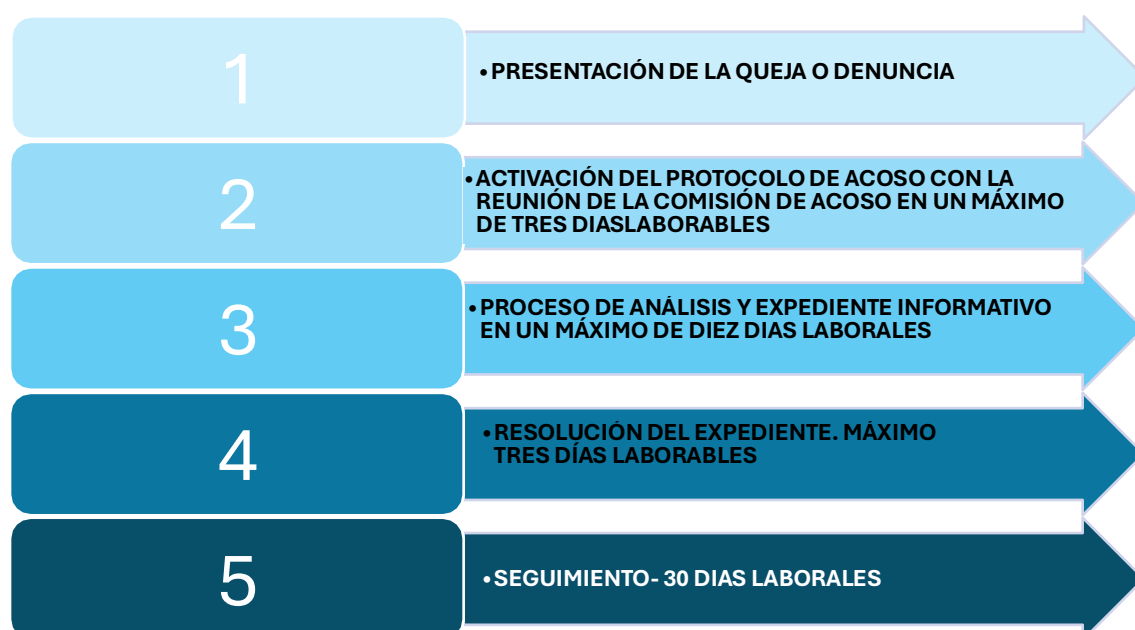 1
•PRESENTACIÓN DE LA QUEJA O DENUNCIA
2
•ACTIVACIÓN DEL PROTOCOLO DE ACOSO CON LA
REUNIÓN DE LA COMISIÓN DE ACOSO EN UN MÁXIMO
DE TRES DIASLABORABLES
3
•PROCESO DE ANÁLISIS Y EXPEDIENTE INFORMATIVO
EN UN MÁXIMO DE DIEZ DIAS LABORALES
4
•RESOLUCIÓN DEL EXPEDIENTE. MÁXIMO
TRES DÍAS LABORABLES
5
•SEGUIMIENTO- 30 DIAS LABORALES